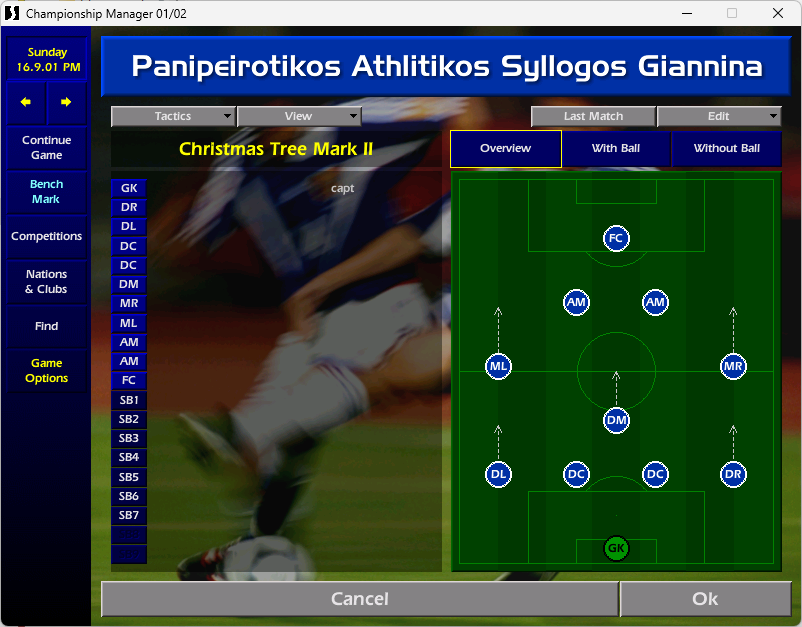 Championship Manager 01/02
Sunday
16.9.01 PM
Panipeirotikos Athlitikos Syllogos Giannina
Tactics
View
Last Match
Edit
Continue
Game
Bench
Mark
Competitions
Nations
& Clubs
Find
Game
Options
Christmas Tree Mark II
Overview
With Ball
Without Ball
GK capt
DR
DL
DC
DC
DM
MR
ML
AM
AM
FC
SB1
SB2
SB3
SB4
SB5
SB6
SB7
FC
AM AM
ML MR
DM
DL DC DC DR
GK
Cancel
Ok